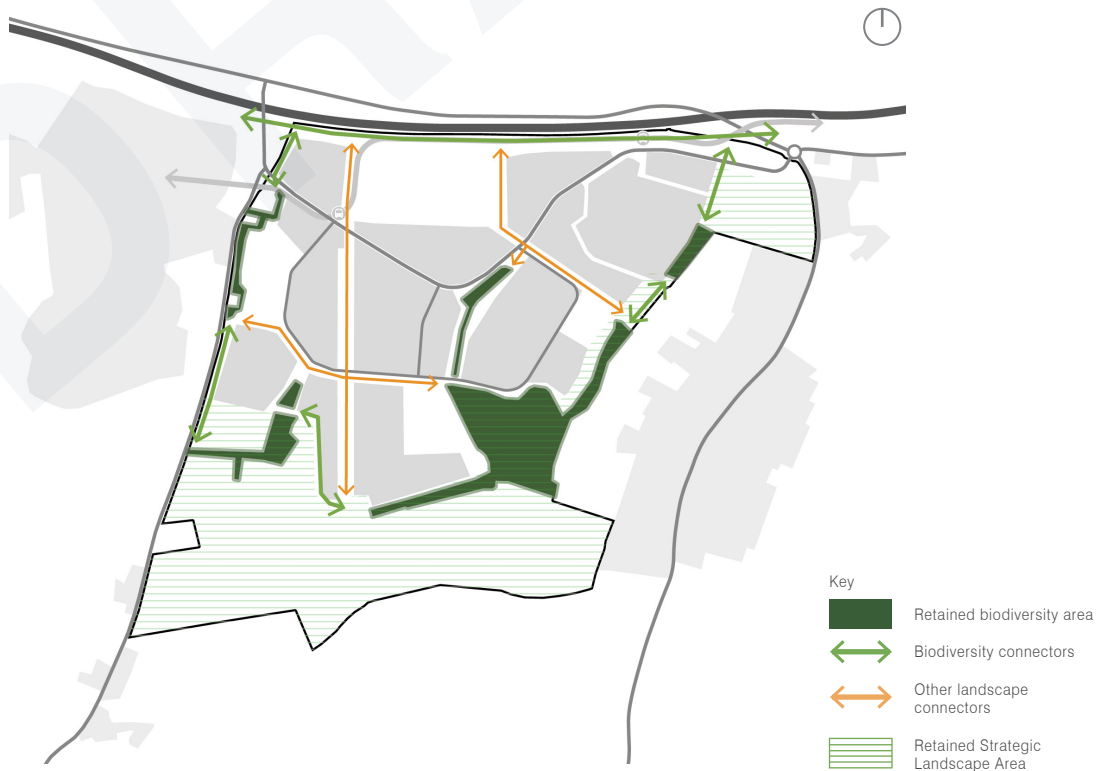 Key
Retained biodiversity area
Biodiversity connectors
Other landscape
connectors
Retained Strategic
Landscape Area